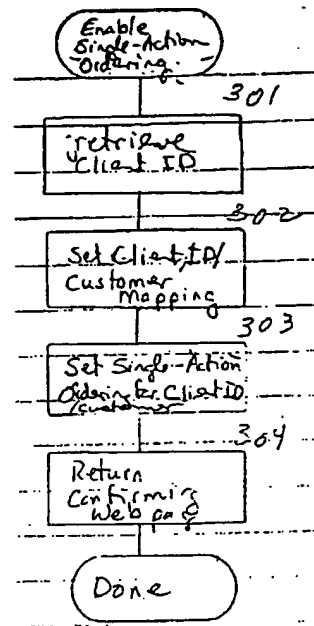 Enable
Single-Action
Ordering
301
retrieve
Client ID
302
Set Client ID/
Customer
Mapping
303
Set Single-Action
Ordering for Client ID
/customer
304
Return
Confirming
Web pag
Done